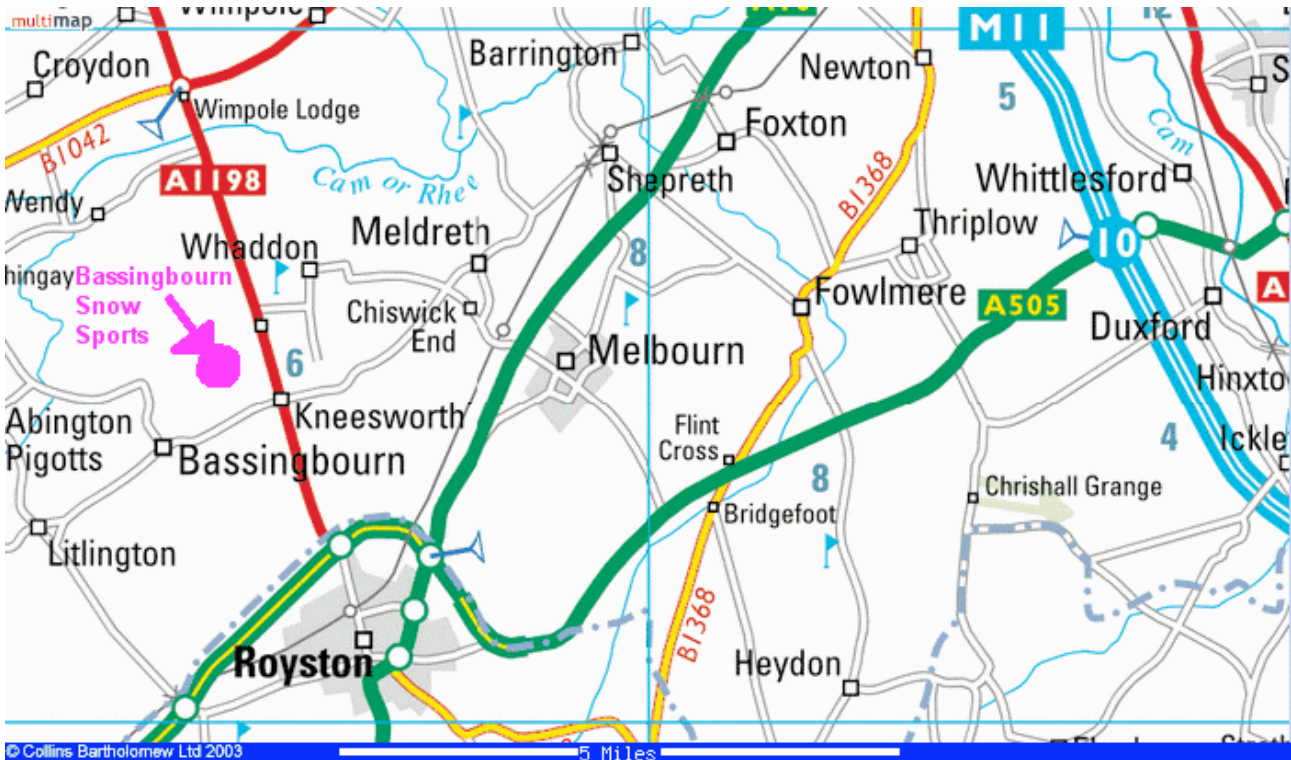 multimap
Wimpole
Croydon
Wimpole Lodge
B1042
Barrington
Newton
M11
5
Cam
Foxton
A1198
Cam or Rhee
Shepreth
B1368
Whittlesford
Wendy
Whaddon
Meldreth
8
Thriplow
10
hingay
Bassingbourn
Snow
Sports
Chiswick
End
Fowlmere
A505
Duxford
A
6
Melbourn
Hinxto
Kneesworth
Abington
Pigotts
Bassingbourn
Flint
Cross
8
4
Ickle
Chrishall Grange
Bridgefoot
Litlington
B1368
Royston
Heydon
© Collins Bartholomew Ltd 2003
5 Miles